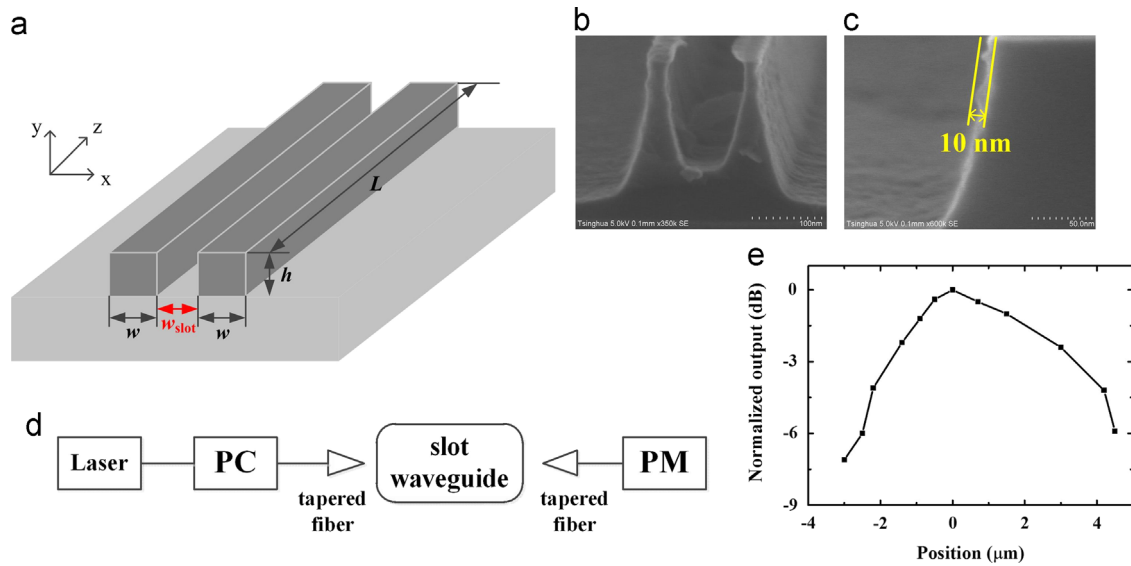 a
y
z
x
L
h
w
wslot
w
b
Tsinghua 5.0kV 0.1mm x350k SE
100nm
c
10 nm
Tsinghua 5.0kV 0.1mm x600k SE
50.0nm
d
Laser
PC
tapered
fiber
slot
waveguide
tapered
fiber
PM
e
Normalized output (dB)
0
-3
-6
-9
-4
-2
0
2
4
Position (μm)